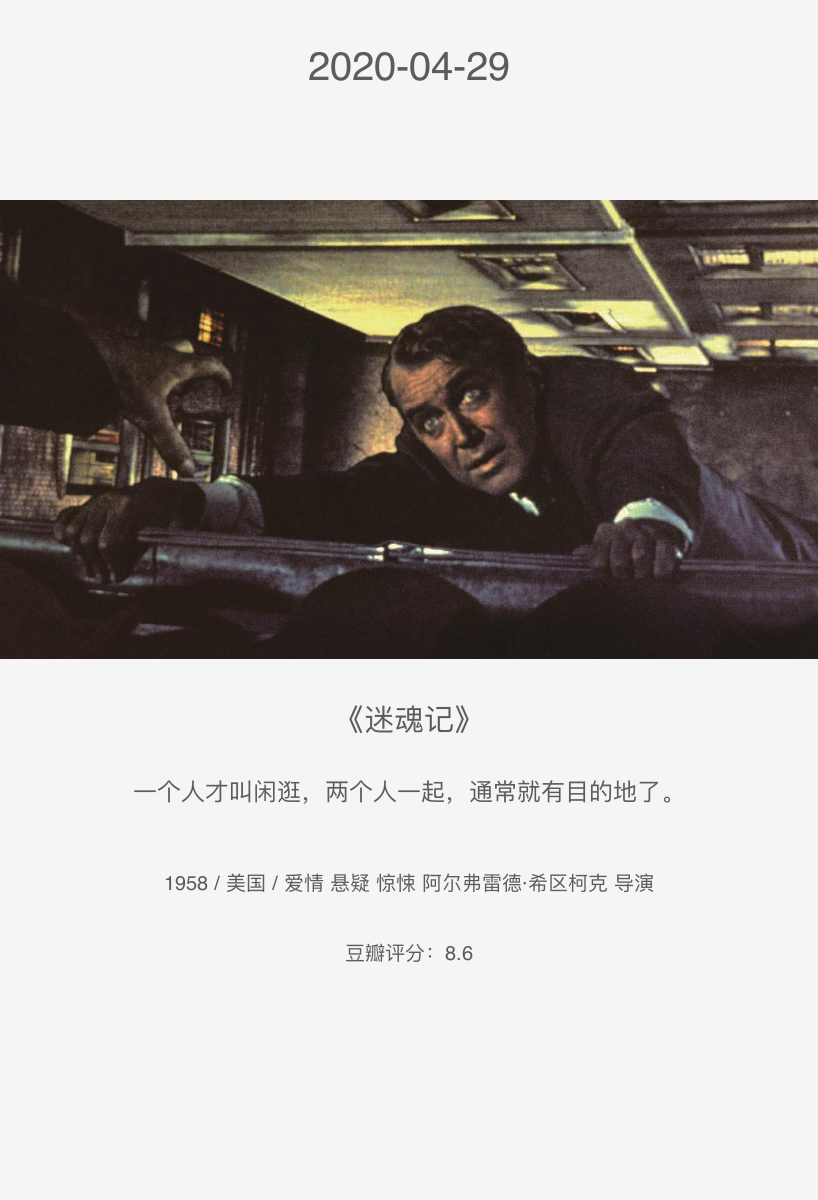 2020-04-29
《迷魂记》
一个人才叫闲逛，两个人一起，通常就有目的地了。
1958 / 美国 / 爱情 悬疑 惊悚 阿尔弗雷德·希区柯克 导演
豆瓣评分：8.6